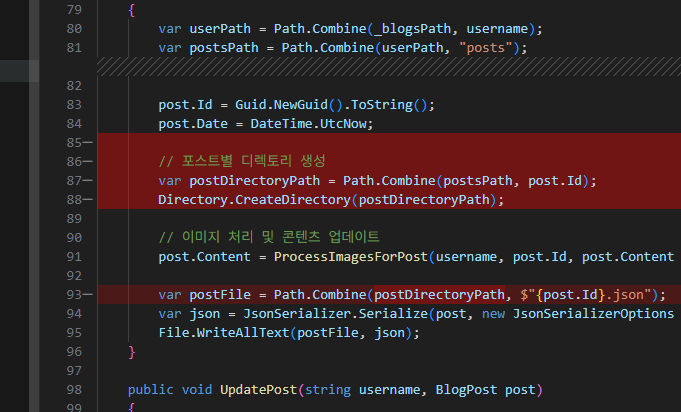 79 {
80 var userPath = Path.Combine(_blogsPath, username);
81 var postsPath = Path.Combine(userPath, "posts");
82
83 post.Id = Guid.NewGuid().ToString();
84 post.Date = DateTime.UtcNow;
85—
86— // 포스트별 디렉토리 생성
87— var postDirectoryPath = Path.Combine(postsPath, post.Id);
88— Directory.CreateDirectory(postDirectoryPath);
89
90 // 이미지 처리 및 콘텐츠 업데이트
91 post.Content = ProcessImagesForPost(username, post.Id, post.Content
92
93— var postFile = Path.Combine(postDirectoryPath, $"{post.Id}.json");
94 var json = JsonSerializer.Serialize(post, new JsonSerializerOptions
95 File.WriteAllText(postFile, json);
96 }
97
98 public void UpdatePost(string username, BlogPost post)
99 {